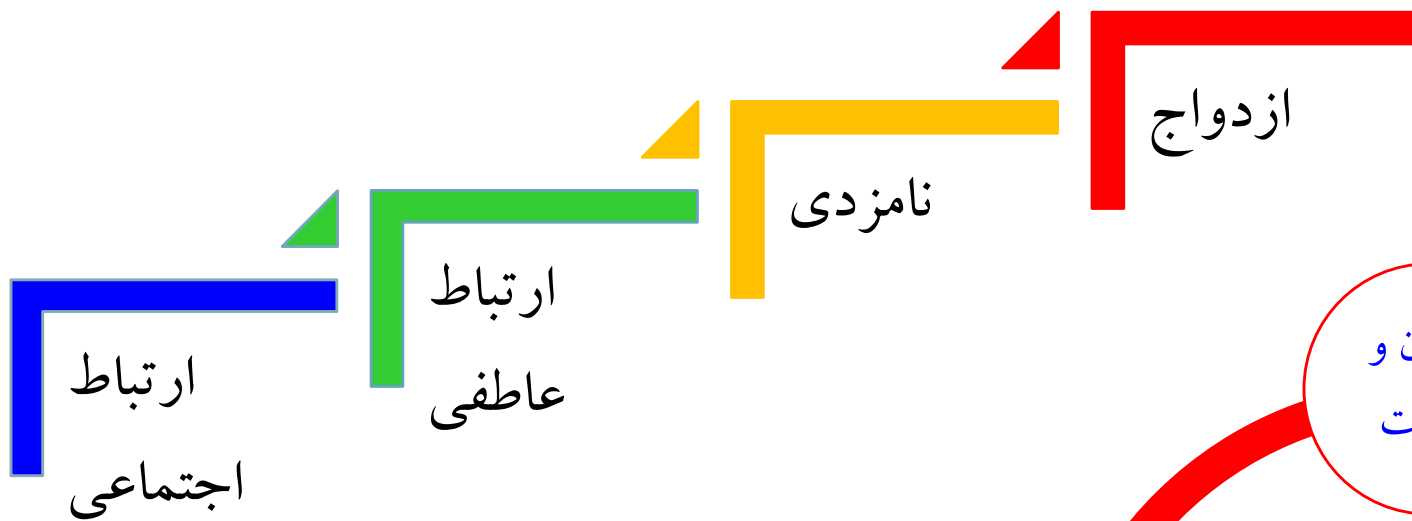 ازدواج
نامزدی
ارتباط
عاطفی
ارتباط
اجتماعی
و